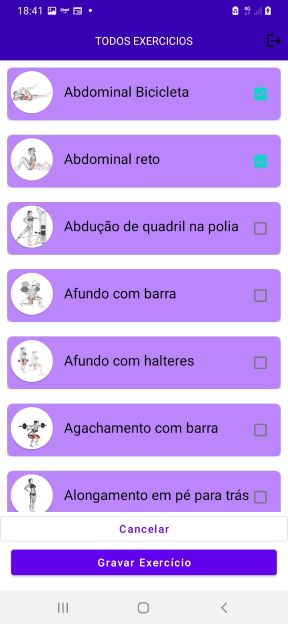 18:41
TODOS EXERCICIOS
Abdominal Bicicleta
Abdominal reto
Abdução de quadril na polia
Afundo com barra
Afundo com halteres
Agachamento com barra
Alongamento em pé para trás
Cancelar
Gravar Exercício